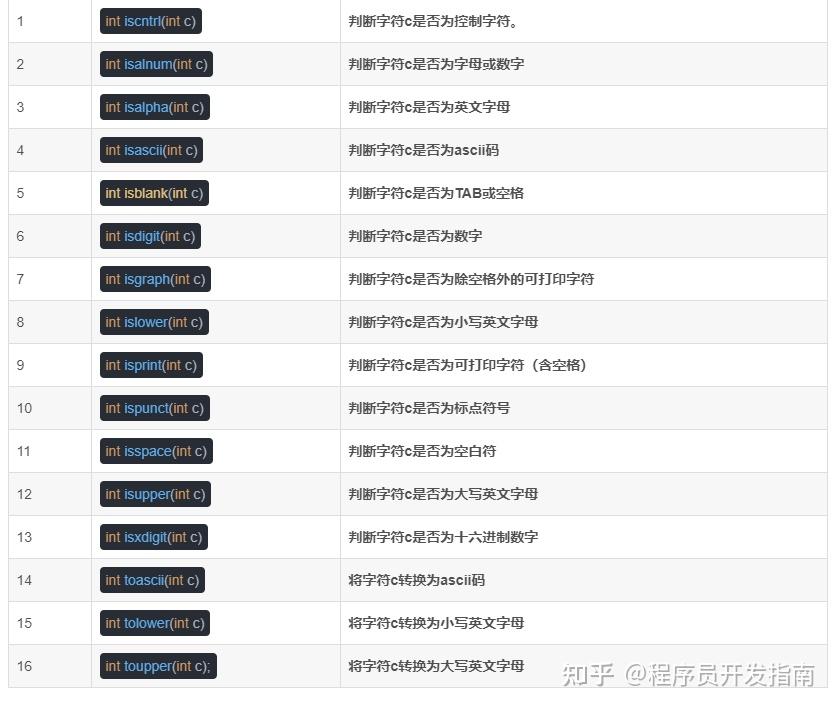 1 int iscntrl(int c) 判断字符c是否为控制字符。
2 int isalnum(int c) 判断字符c是否为字母或数字
3 int isalpha(int c) 判断字符c是否为英文字母
4 int isascii(int c) 判断字符c是否为ascii码
5 int isblank(int c) 判断字符c是否为TAB或空格
6 int isdigit(int c) 判断字符c是否为数字
7 int isgraph(int c) 判断字符c是否为除空格外的可打印字符
8 int islower(int c) 判断字符c是否为小写英文字母
9 int isprint(int c) 判断字符c是否为可打印字符（含空格）
10 int ispunct(int c) 判断字符c是否为标点符号
11 int isspace(int c) 判断字符c是否为空白符
12 int isupper(int c) 判断字符c是否为大写英文字母
13 int isxdigit(int c) 判断字符c是否为十六进制数字
14 int toascii(int c) 将字符c转换为ascii码
15 int tolower(int c) 将字符c转换为小写英文字母
16 int toupper(int c); 将字符c转换为大写英文字母
知乎 @程序员开发指南